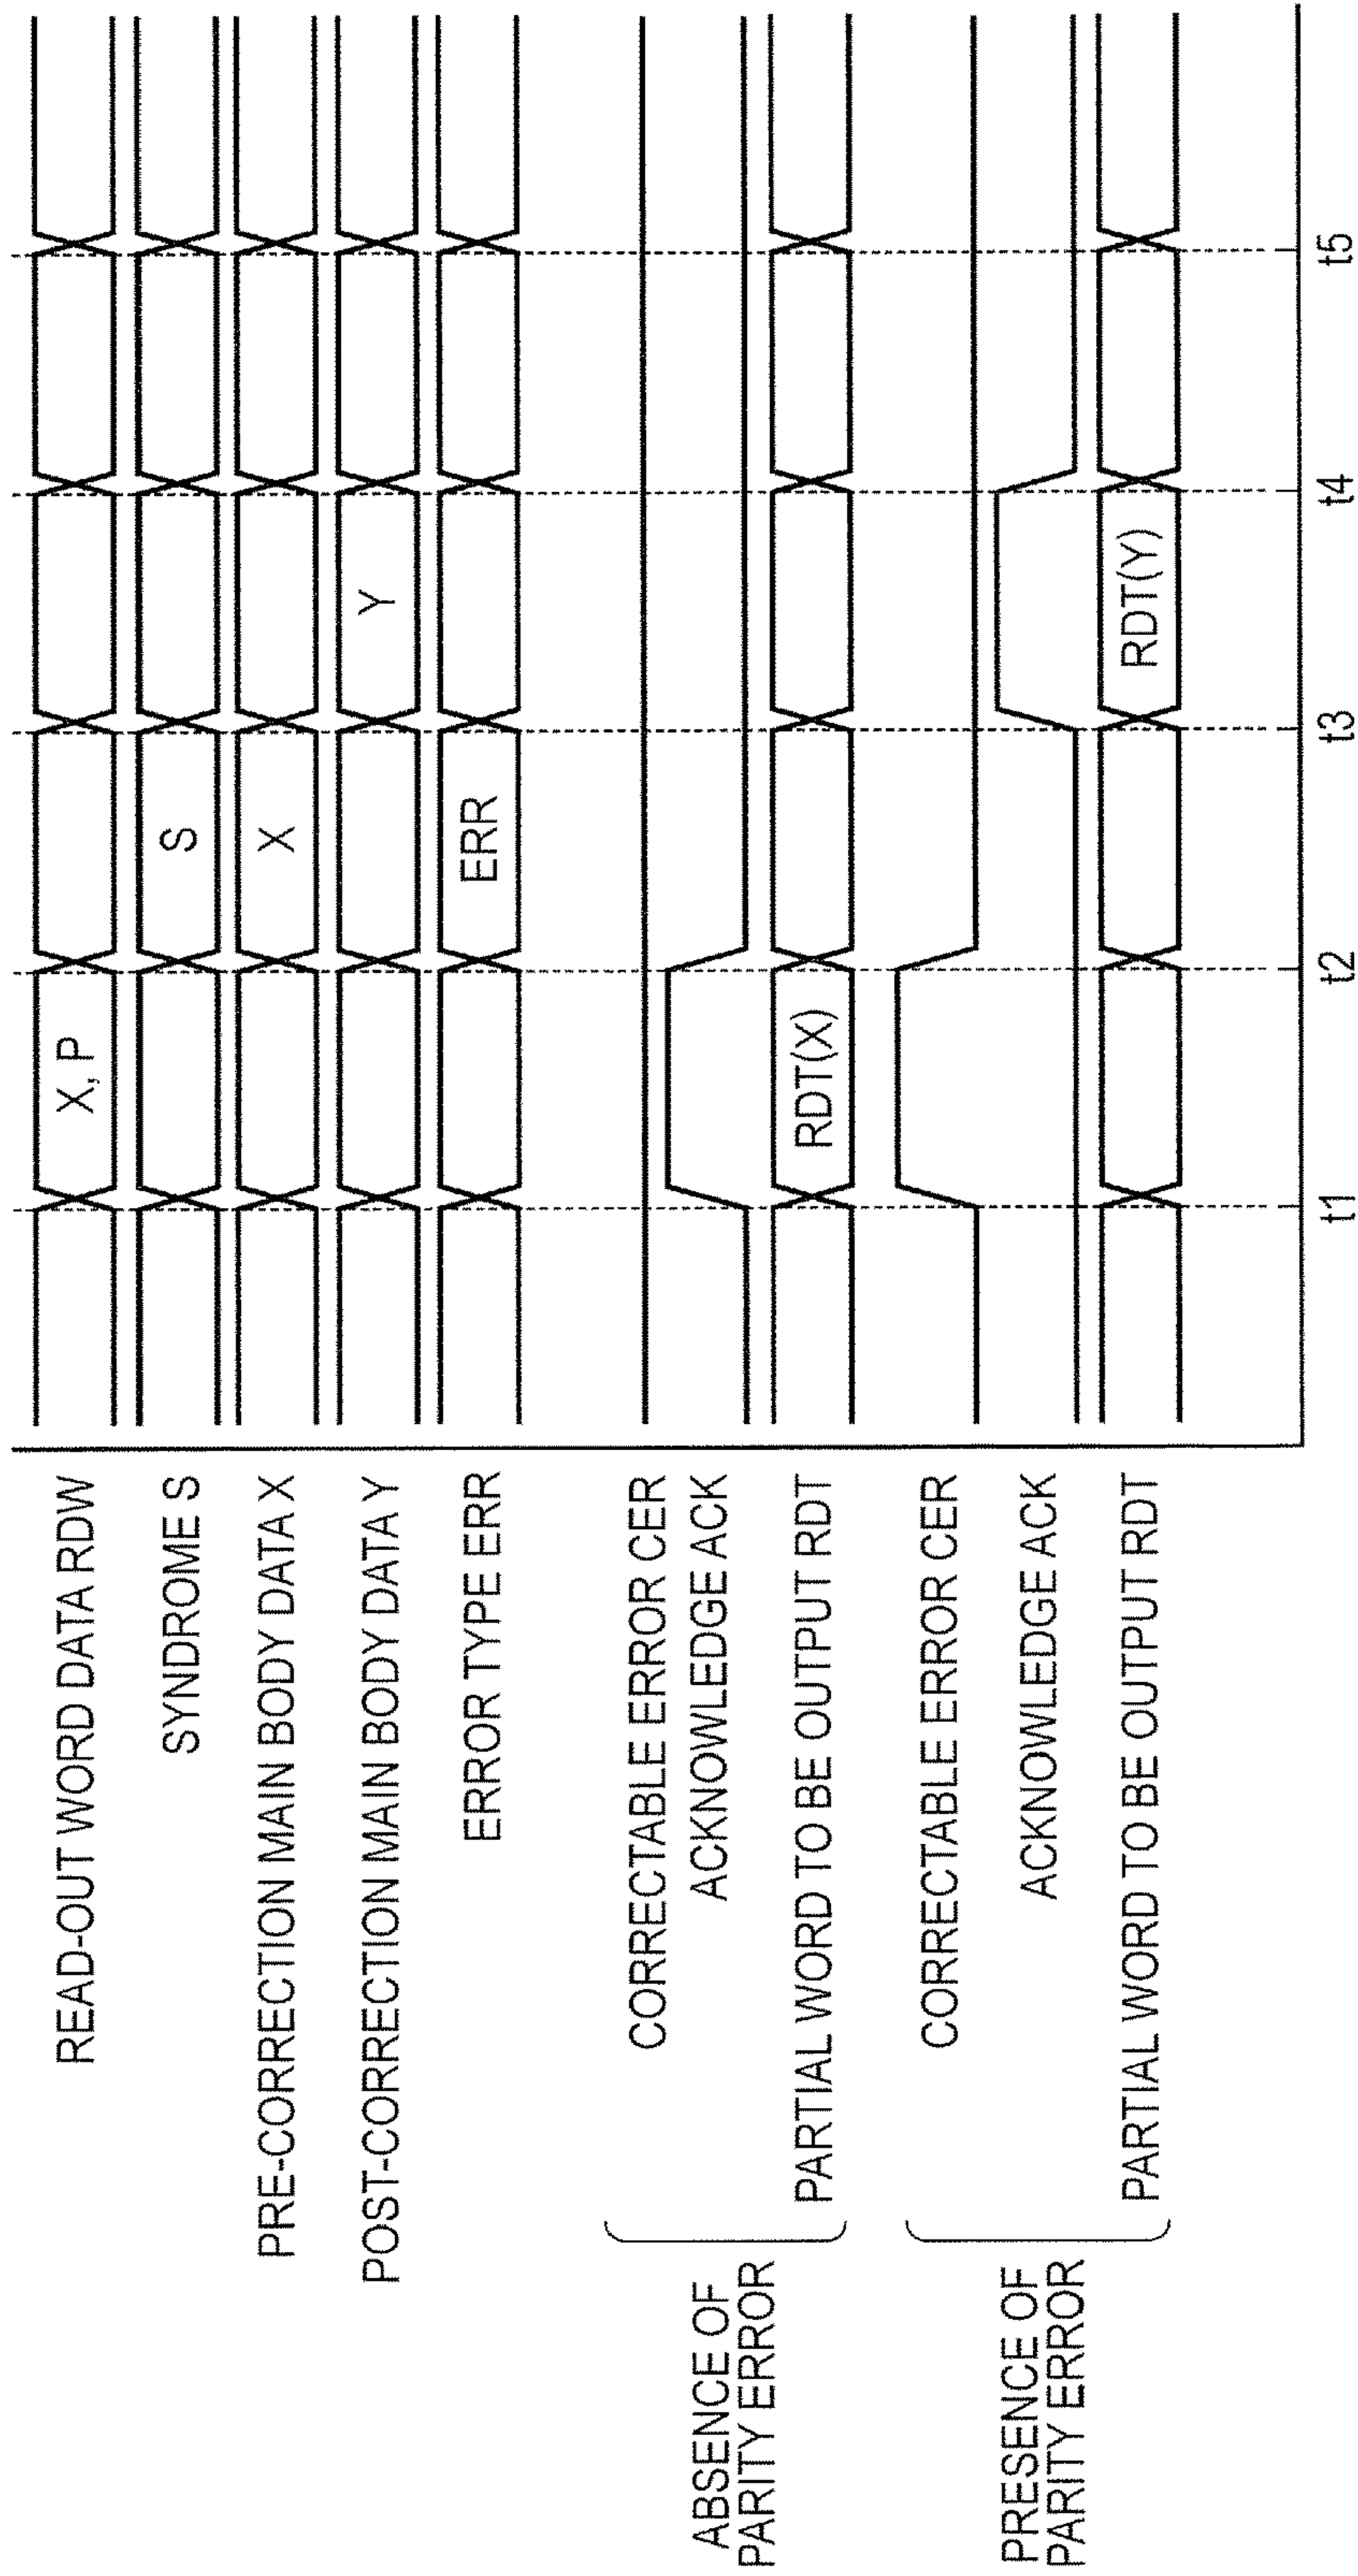 READ-OUT WORD DATA RDW
X, P
SYNDROME S
S
PRE-CORRECTION MAIN BODY DATA X
X
POST-CORRECTION MAIN BODY DATA Y
Y
ERROR TYPE ERR
ERR
ABSENCE OF
PARITY ERROR
CORRECTABLE ERROR CER
ACKNOWLEDGE ACK
PARTIAL WORD TO BE OUTPUT RDT
RDT(X)
PRESENCE OF
PARITY ERROR
CORRECTABLE ERROR CER
ACKNOWLEDGE ACK
PARTIAL WORD TO BE OUTPUT RDT
RDT(Y)
t1 t2 t3 t4 t5